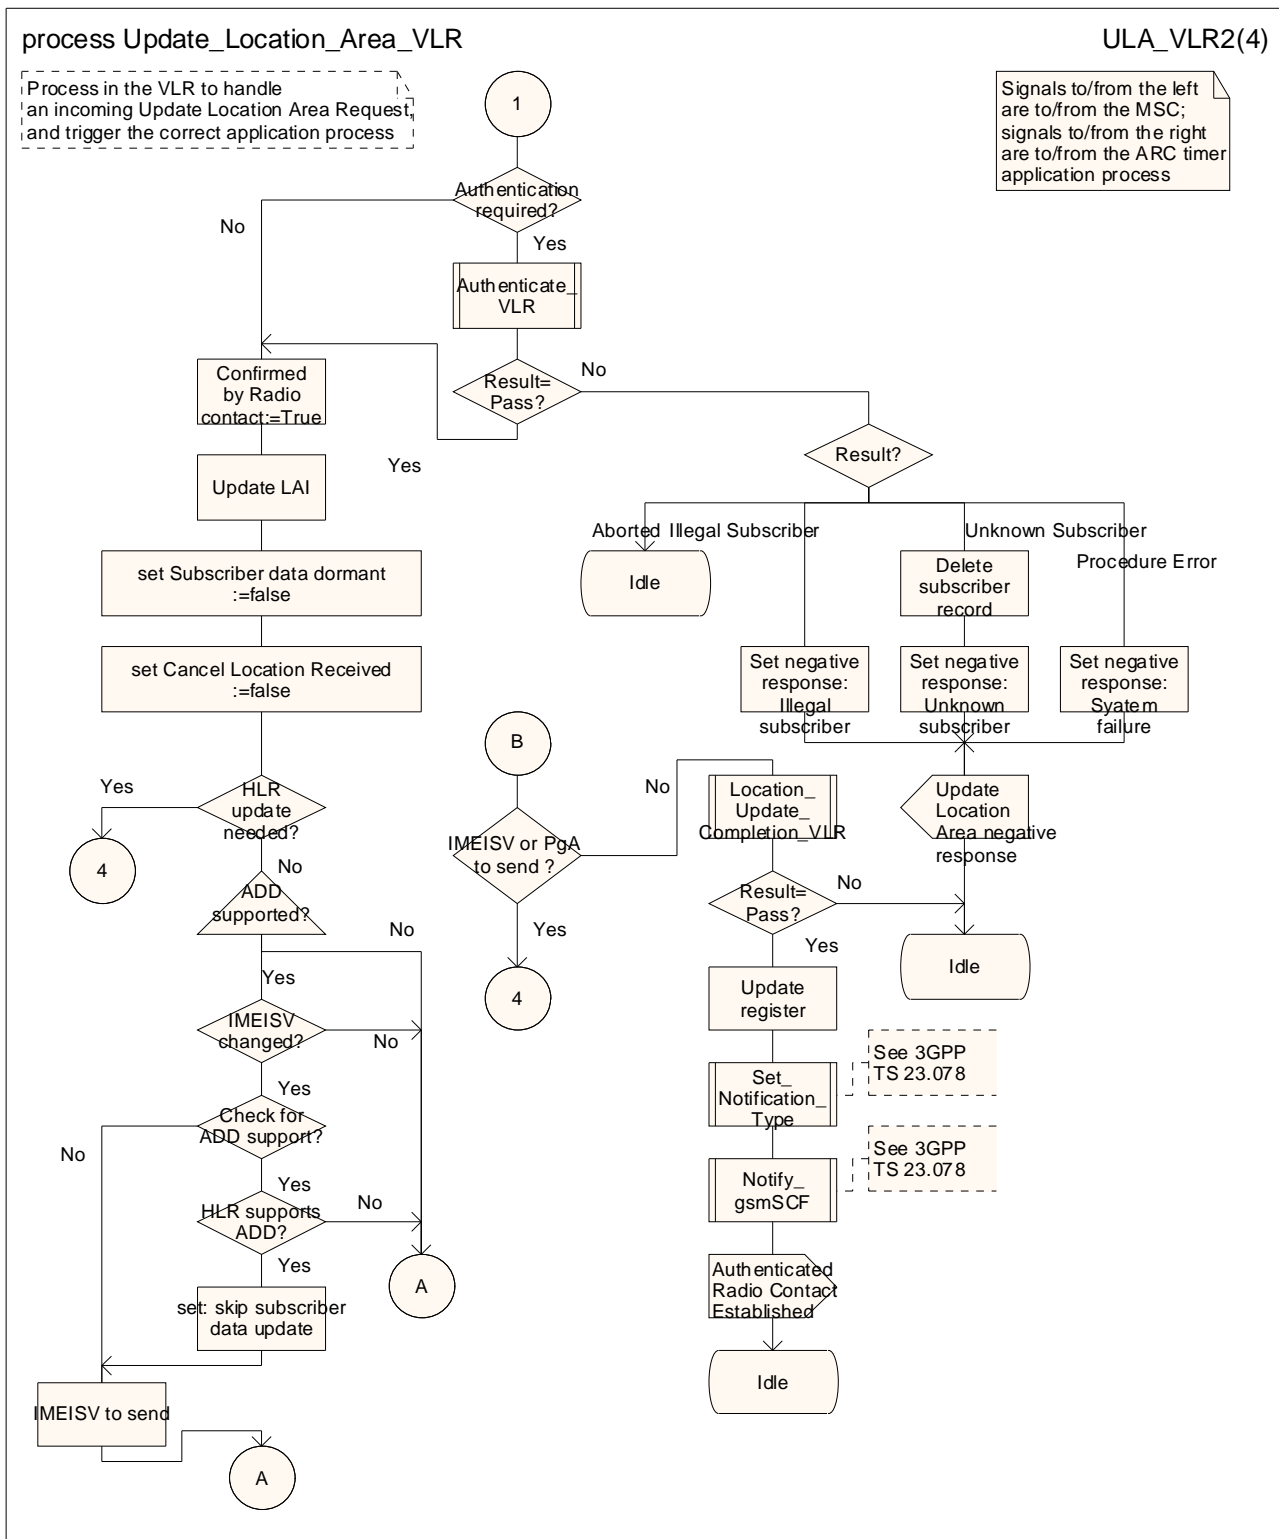 process Update_Location_Area_VLR
ULA_VLR2(4)
Process in the VLR to handle
an incoming Update Location Area Request,
and trigger the correct application process
1
Signals to/from the left
are to/from the MSC;
signals to/from the right
are to/from the ARC timer
application process
Authentication
required?
No
Yes
Authenticate_
VLR
Confirmed
by Radio
contact:=True
Result=
Pass?
No
Yes
Result?
Update LAI
Aborted
Illegal Subscriber
Unknown Subscriber
Procedure Error
set Subscriber data dormant
:=false
Idle
Delete
subscriber
record
set Cancel Location Received
:=false
Set negative
response:
Illegal
subscriber
Set negative
response:
Unknown
subscriber
Set negative
response:
Syatem
failure
B
Yes
HLR
update
needed?
No
No
Location_
Update_
Completion_VLR
Update
Location
Area negative
response
IMEISV or PgA
to send ?
4
ADD
supported?
No
Yes
Result=
Pass?
No
Yes
Yes
4
Idle
Update
register
IMEISV
changed?
No
Yes
See 3GPP
TS 23.078
Set_
Notification_
Type
Check for
ADD support?
No
Yes
See 3GPP
TS 23.078
Notify_
gsmSCF
HLR supports
ADD?
No
Yes
A
Authenticated
Radio Contact
Established
set: skip subscriber
data update
Idle
IMEISV to send
A